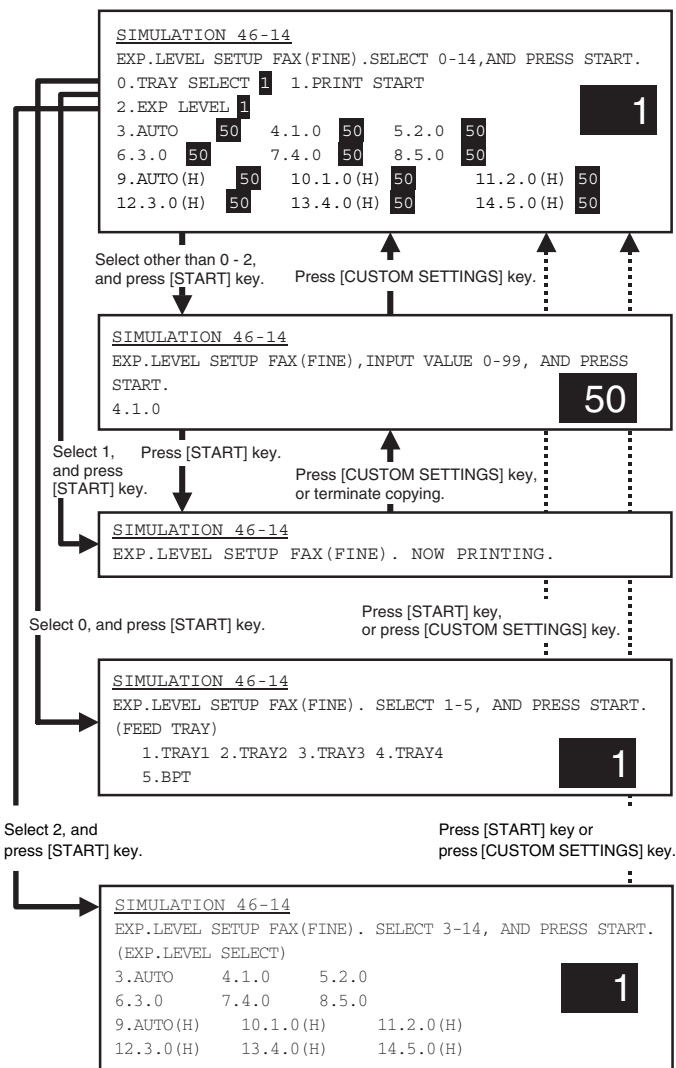 SIMULATION 46-14
EXP.LEVEL SETUP FAX(FINE).SELECT 0-14,AND PRESS START.
0.TRAY SELECT 1 1.PRINT START
2.EXP LEVEL 1
1
3.AUTO 50 4.1.0 50 5.2.0 50
6.3.0 50 7.4.0 50 8.5.0 50
9.AUTO(H) 50 10.1.0(H) 50 11.2.0(H) 50
12.3.0(H) 50 13.4.0(H) 50 14.5.0(H) 50
Select other than 0 - 2,
and press [START] key.
Press [CUSTOM SETTINGS] key.
SIMULATION 46-14
EXP.LEVEL SETUP FAX(FINE),INPUT VALUE 0-99, AND PRESS
START.
4.1.0
50
Select 1,
and press
[START] key.
Press [START] key.
Press [CUSTOM SETTINGS] key,
or terminate copying.
SIMULATION 46-14
EXP.LEVEL SETUP FAX(FINE). NOW PRINTING.
Select 0, and press [START] key.
Press [START] key,
or press [CUSTOM SETTINGS] key.
SIMULATION 46-14
EXP.LEVEL SETUP FAX(FINE). SELECT 1-5, AND PRESS START.
(FEED TRAY)
1.TRAY1 2.TRAY2 3.TRAY3 4.TRAY4
5.BPT
1
Select 2, and
press [START] key.
Press [START] key or
press [CUSTOM SETTINGS] key.
SIMULATION 46-14
EXP.LEVEL SETUP FAX(FINE). SELECT 3-14, AND PRESS START.
(EXP.LEVEL SELECT)
3.AUTO 4.1.0 5.2.0
6.3.0 7.4.0 8.5.0
1
9.AUTO(H) 10.1.0(H) 11.2.0(H)
12.3.0(H) 13.4.0(H) 14.5.0(H)